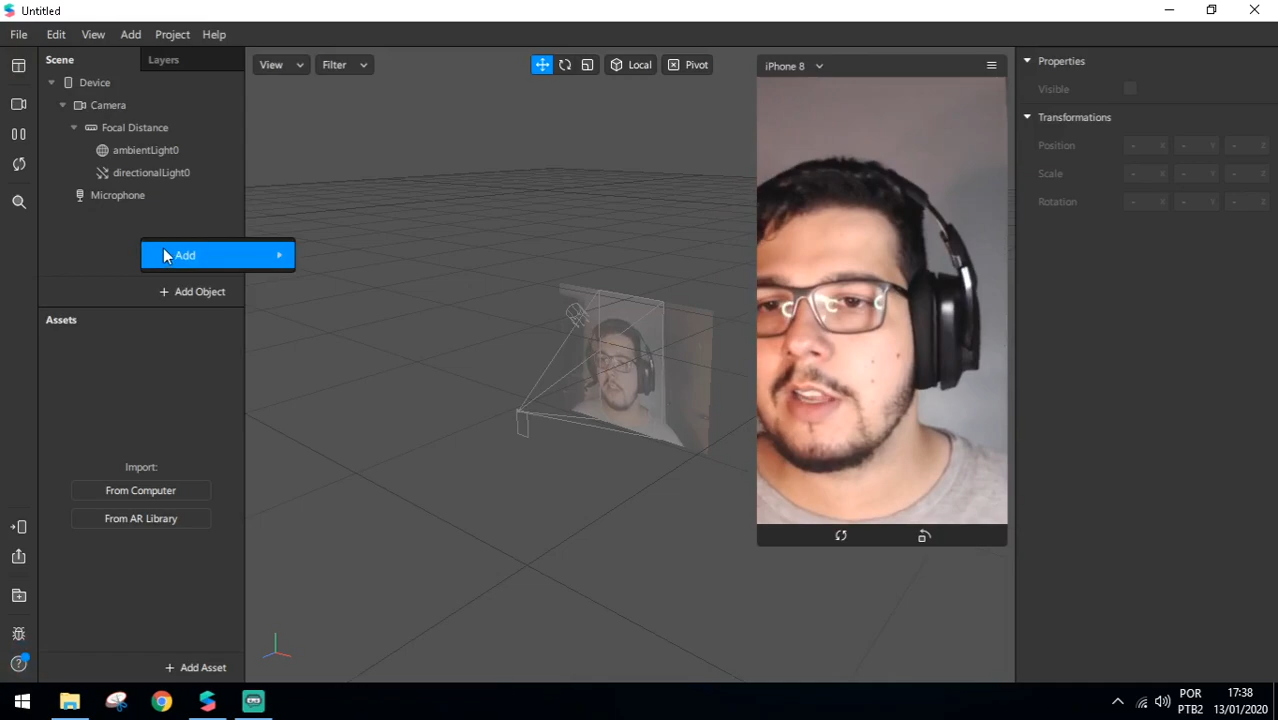 Untitled
File Edit View Add Project Help
Scene Layers
Device
Camera
Focal Distance
ambientLight0
directionalLight0
Microphone
Add
+ Add Object
Assets
Import:
From Computer
From AR Library
+ Add Asset
View Filter
Local Pivot
iPhone 8
Properties
Visible
Transformations
Position - X - Y - Z
Scale - X - Y - Z
Rotation - X - Y - Z
POR
PTB2
17:38
13/01/2020